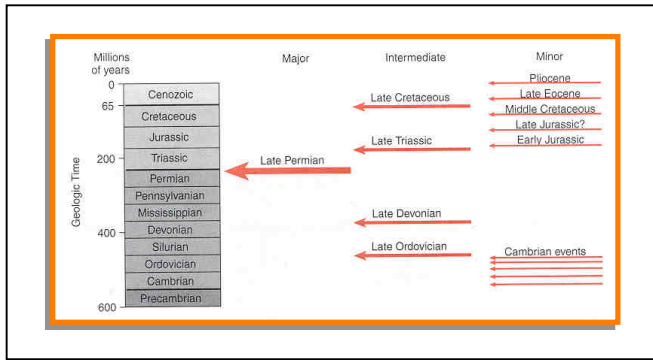 Millions
of years
Major
Intermediate
Minor
0
65
200
400
600
Geologic Time
Cenozoic
Cretaceous
Jurassic
Triassic
Permian
Pennsylvanian
Mississippian
Devonian
Silurian
Ordovician
Cambrian
Precambrian
Late Permian
Late Cretaceous
Late Triassic
Late Devonian
Late Ordovician
Pliocene
Late Eocene
Middle Cretaceous
Late Jurassic?
Early Jurassic
Cambrian events